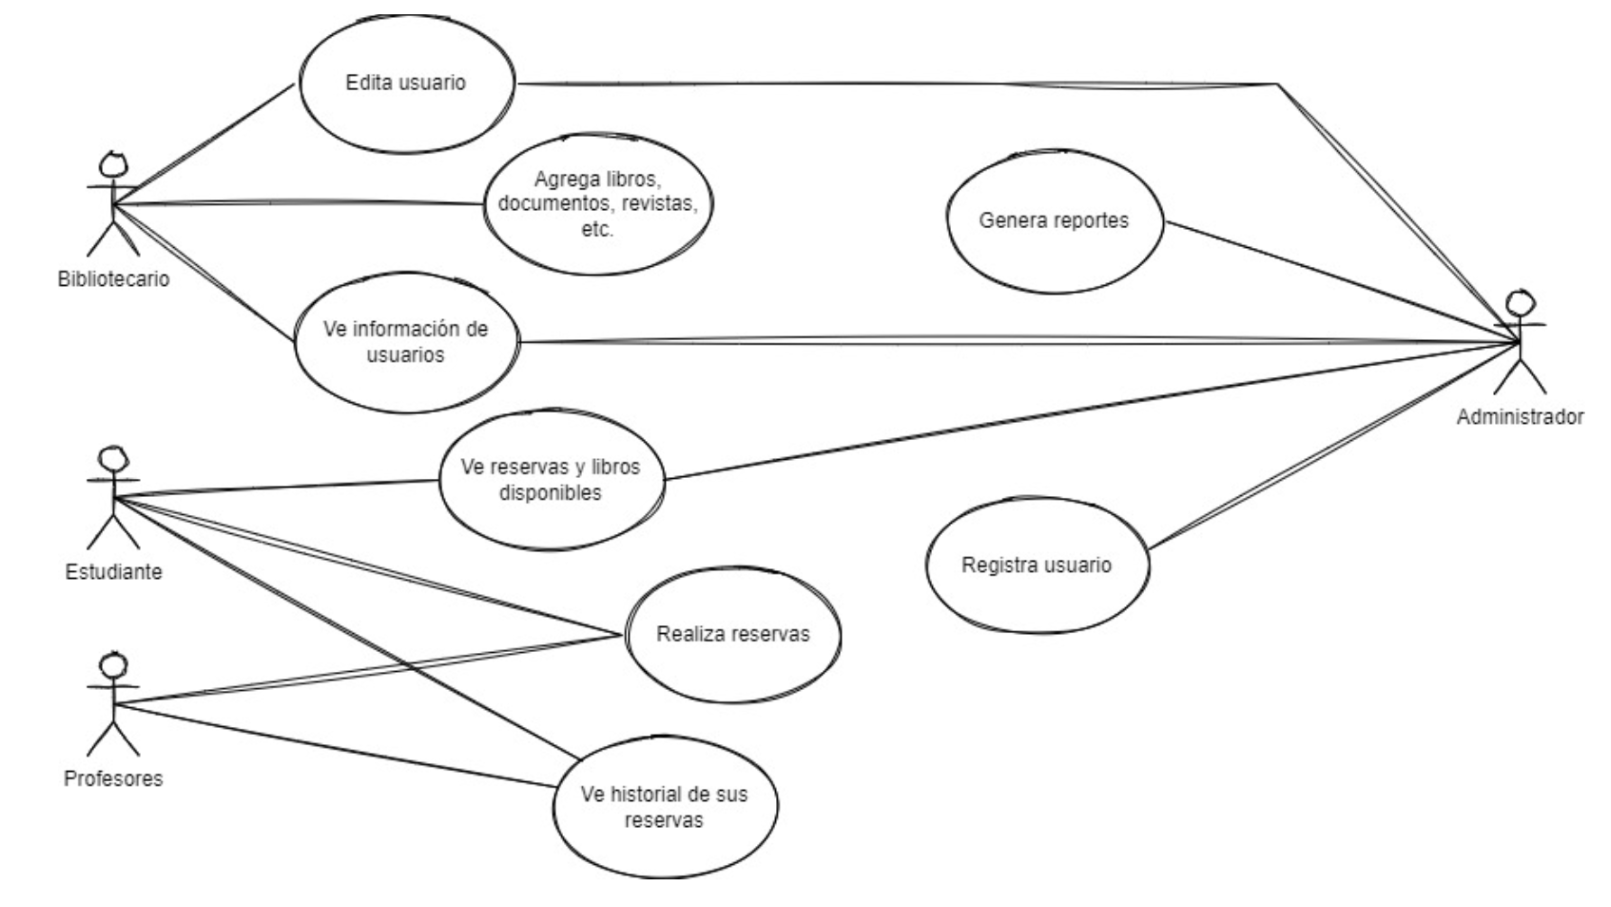 Edita usuario
Agrega libros,
documentos, revistas,
etc.
Genera reportes
Bibliotecario
Ve información de
usuarios
Administrador
Ve reservas y libros
disponibles
Estudiante
Registra usuario
Realiza reservas
Profesores
Ve historial de sus
reservas